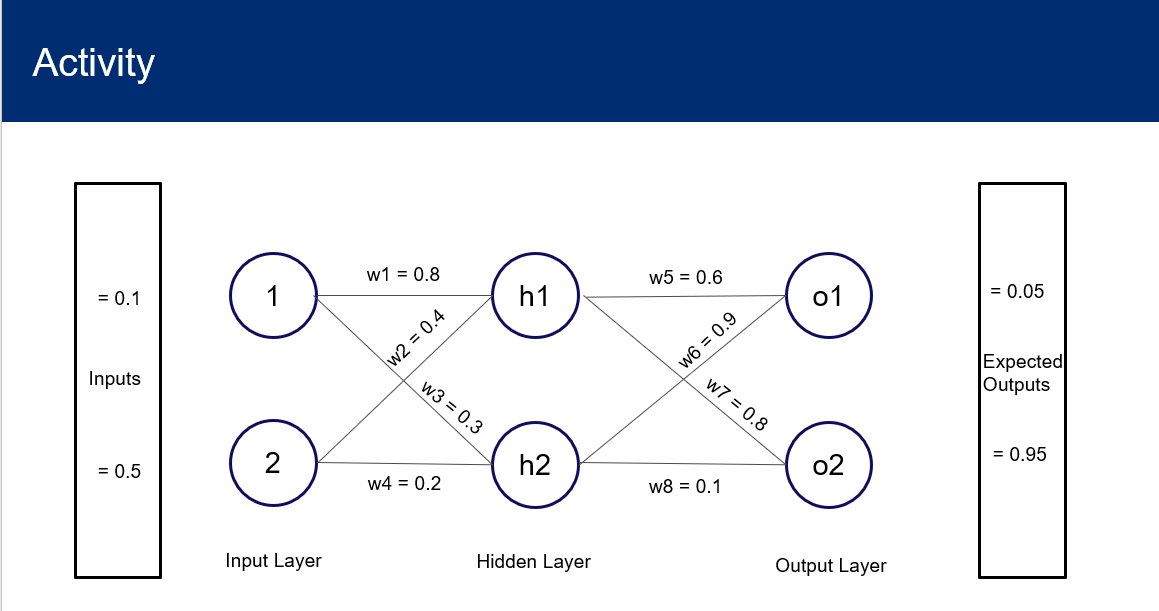 Activity
= 0.1
Inputs
= 0.5
1
2
w1 = 0.8
w2 = 0.4
w3 = 0.3
w4 = 0.2
h1
h2
w5 = 0.6
w6 = 0.9
w7 = 0.8
w8 = 0.1
o1
o2
= 0.05
Expected
Outputs
= 0.95
Input Layer
Hidden Layer
Output Layer